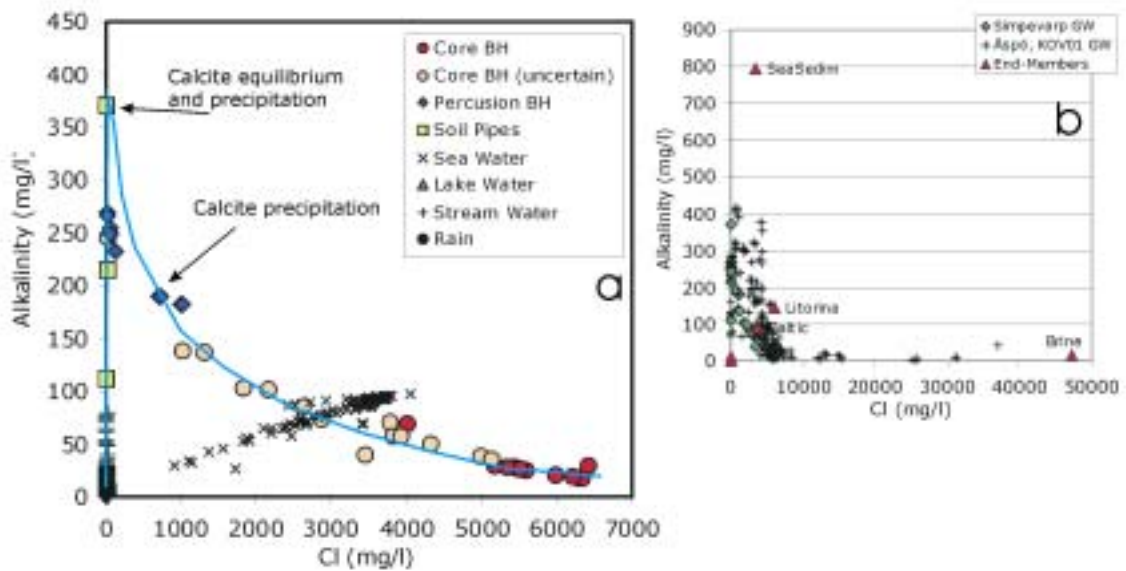 450
400
350
300
250
200
150
100
50
0
Alkalinity (mg/l)
0 1000 2000 3000 4000 5000 6000 7000
Cl (mg/l)
Calcite equilibrium
and precipitation
Calcite precipitation
Core BH
Core BH (uncertain)
Percusion BH
Soil Pipes
Sea Water
Lake Water
Stream Water
Rain
a
900
800
700
600
500
400
300
200
100
0
Alkalinity (mg/l)
0 10000 20000 30000 40000 50000
Cl (mg/l)
Simpevarp GW
Äspö, KOV01 GW
End-Members
b
SeaSedim
Litorina
Baltic
Brine